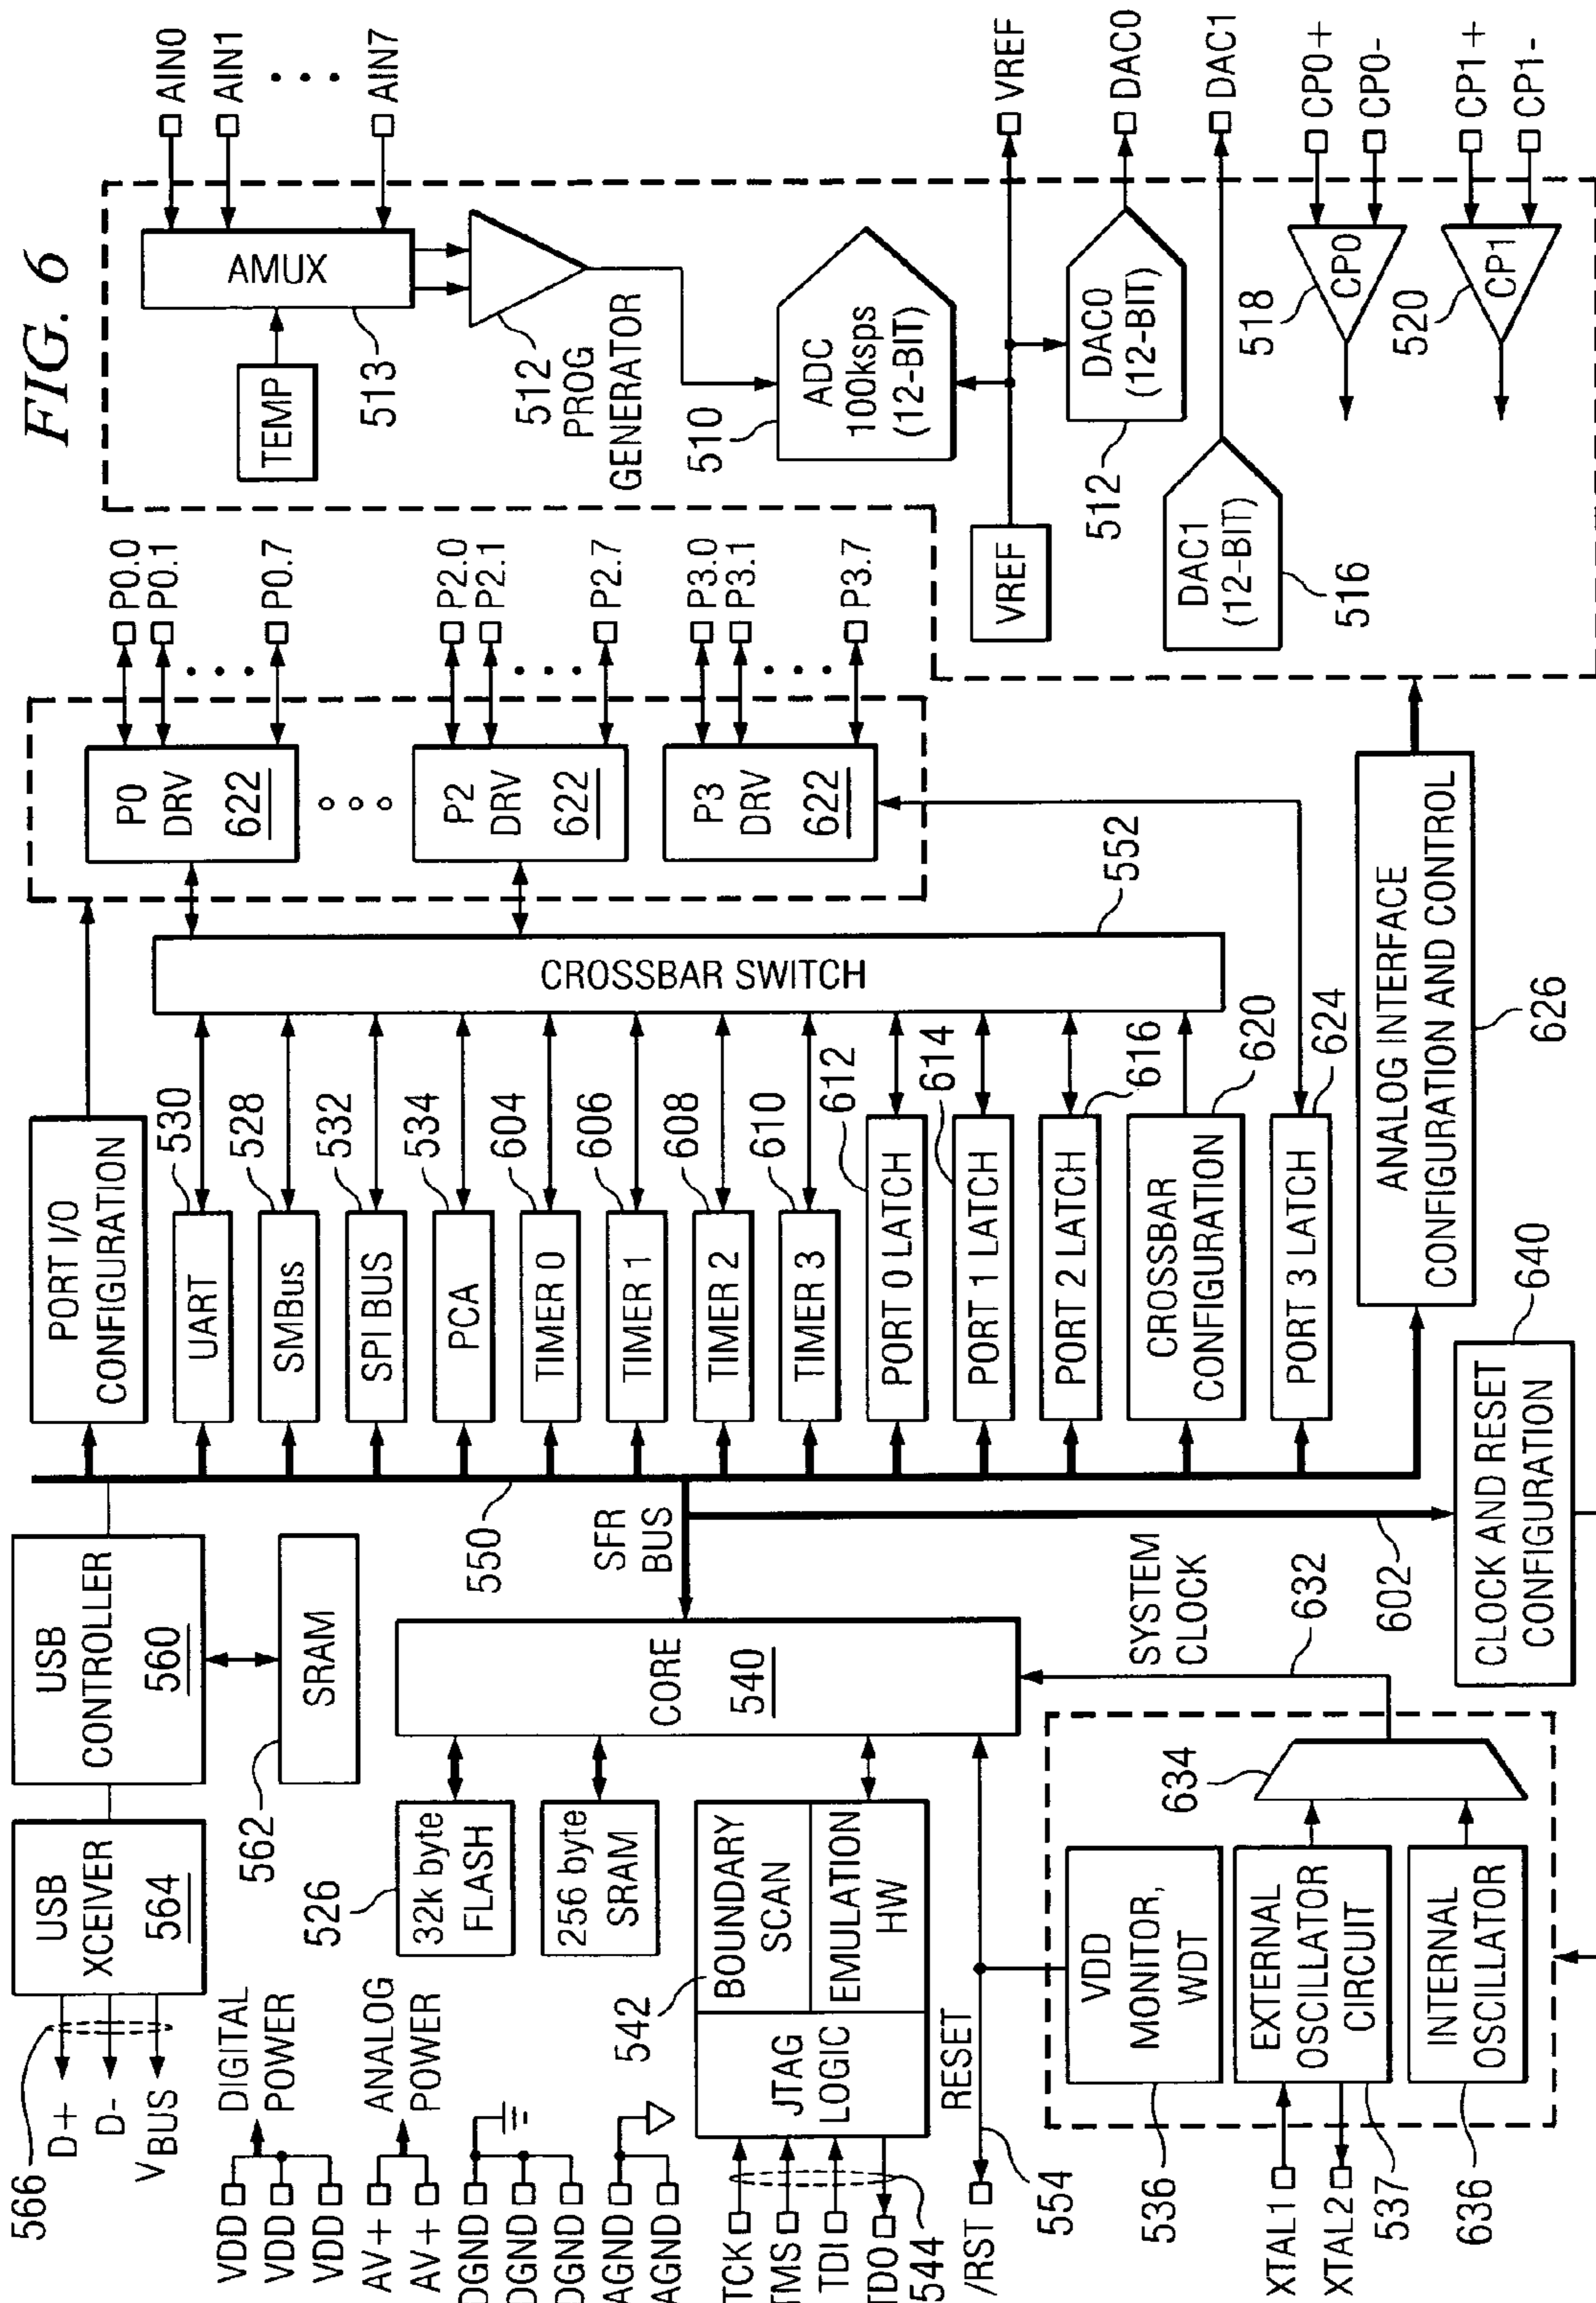 FIG. 6
566
D+
D-
VBUS
USB
XCEIVER
564
USB
CONTROLLER
560
562
SRAM
VDD
VDD
VDD
DIGITAL
POWER
AV+
AV+
ANALOG
POWER
DGND
DGND
DGND
AGND
AGND
526
32k byte
FLASH
256 byte
SRAM
CORE
540
TCK
TMS
TDI
TDO
544
542
JTAG
LOGIC
BOUNDARY
SCAN
EMULATION
HW
/RST
RESET
554
536
VDD
MONITOR,
WDT
XTAL1
XTAL2
537
EXTERNAL
OSCILLATOR
CIRCUIT
636
INTERNAL
OSCILLATOR
634
SYSTEM
CLOCK
632
602
CLOCK AND RESET
CONFIGURATION
640
550
SFR
BUS
PORT I/O
CONFIGURATION
UART
530
SMBus
528
SPI BUS
532
PCA
534
TIMER 0
604
TIMER 1
606
TIMER 2
608
TIMER 3
610
PORT 0 LATCH
612
PORT 1 LATCH
614
PORT 2 LATCH
616
CROSSBAR
CONFIGURATION
620
PORT 3 LATCH
624
ANALOG INTERFACE
CONFIGURATION AND CONTROL
626
CROSSBAR SWITCH
552
P0
DRV
622
P2
DRV
622
P3
DRV
622
P0.0
P0.1
P0.7
P2.0
P2.1
P2.7
P3.0
P3.1
P3.7
TEMP
AMUX
513
AIN0
AIN1
AIN7
512
PROG
GENERATOR
510
ADC
100ksps
(12-BIT)
VREF
VREF
512
DAC0
(12-BIT)
DAC0
DAC1
(12-BIT)
516
DAC1
518
CP0
CP0+
CP0-
520
CP1
CP1+
CP1-